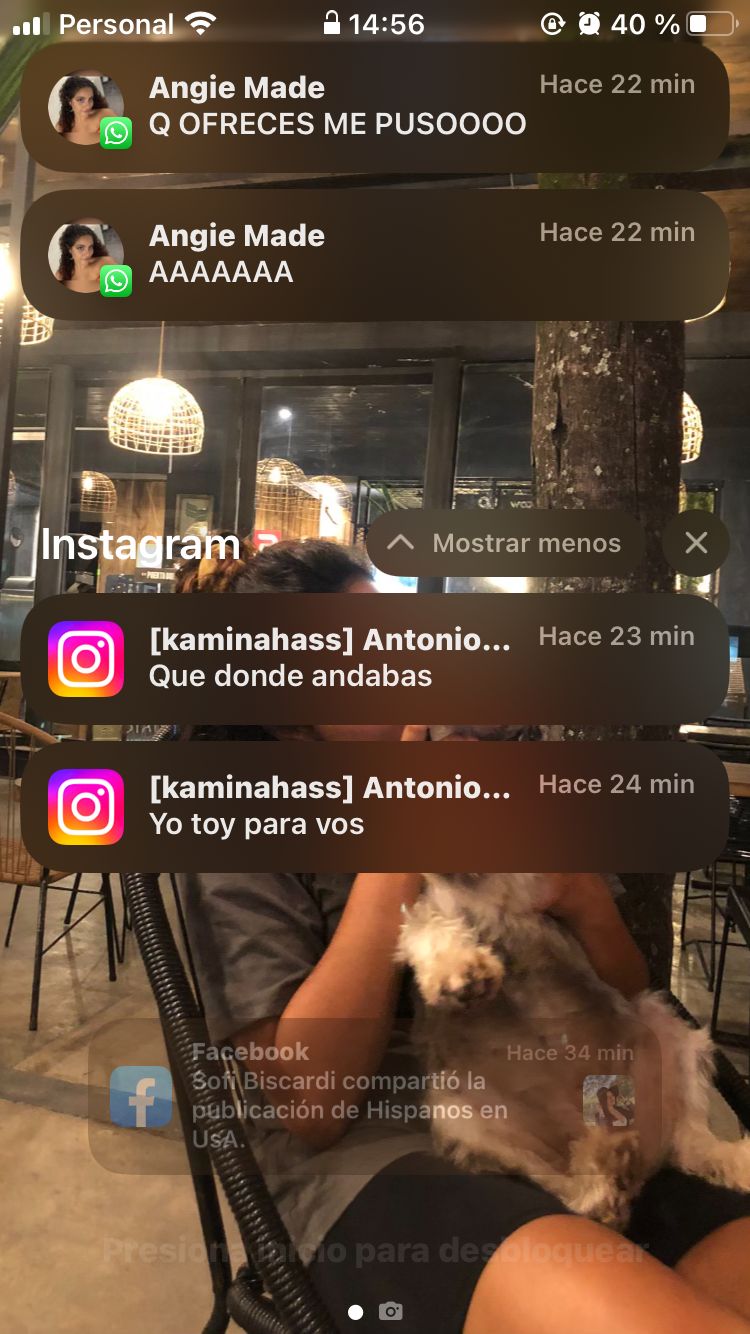 Personal 14:56 40 %
Angie Made Hace 22 min
Q OFRECES ME PUSOOOO
Angie Made Hace 22 min
AAAAAAA
Instagram Mostrar menos
[kaminahass] Antonio... Hace 23 min
Que donde andabas
[kaminahass] Antonio... Hace 24 min
Yo toy para vos
Facebook Hace 34 min
Sofi Biscardi compartió la
publicación de Hispanos en
UsA.
Presiona inicio para desbloquear